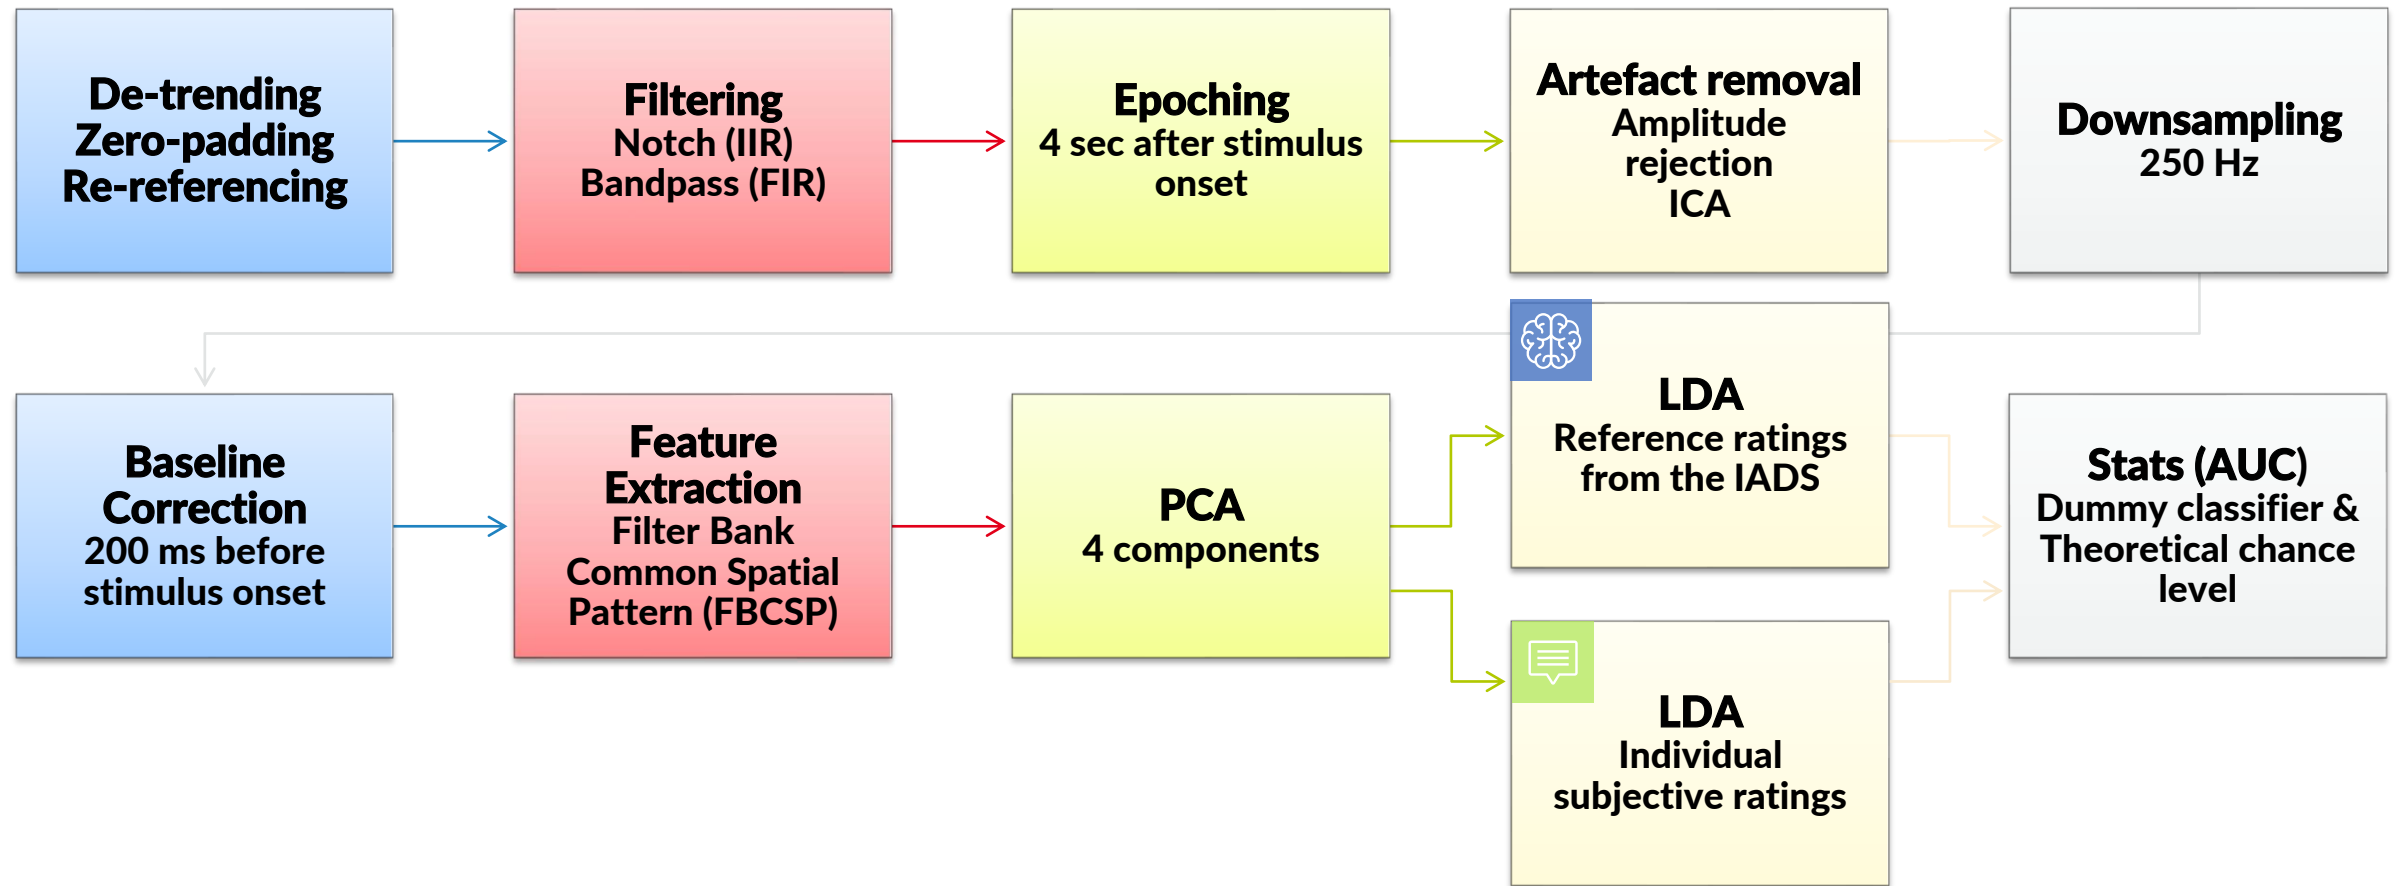 De-trending
Zero-padding
Re-referencing
Filtering
Notch (IIR)
Bandpass (FIR)
Epoching
4 sec after stimulus
onset
Artefact removal
Amplitude
rejection
ICA
Downsampling
250 Hz
Baseline
Correction
200 ms before
stimulus onset
Feature
Extraction
Filter Bank
Common Spatial
Pattern (FBCSP)
PCA
4 components
LDA
Reference ratings
from the IADS
LDA
Individual
subjective ratings
Stats (AUC)
Dummy classifier &
Theoretical chance
level